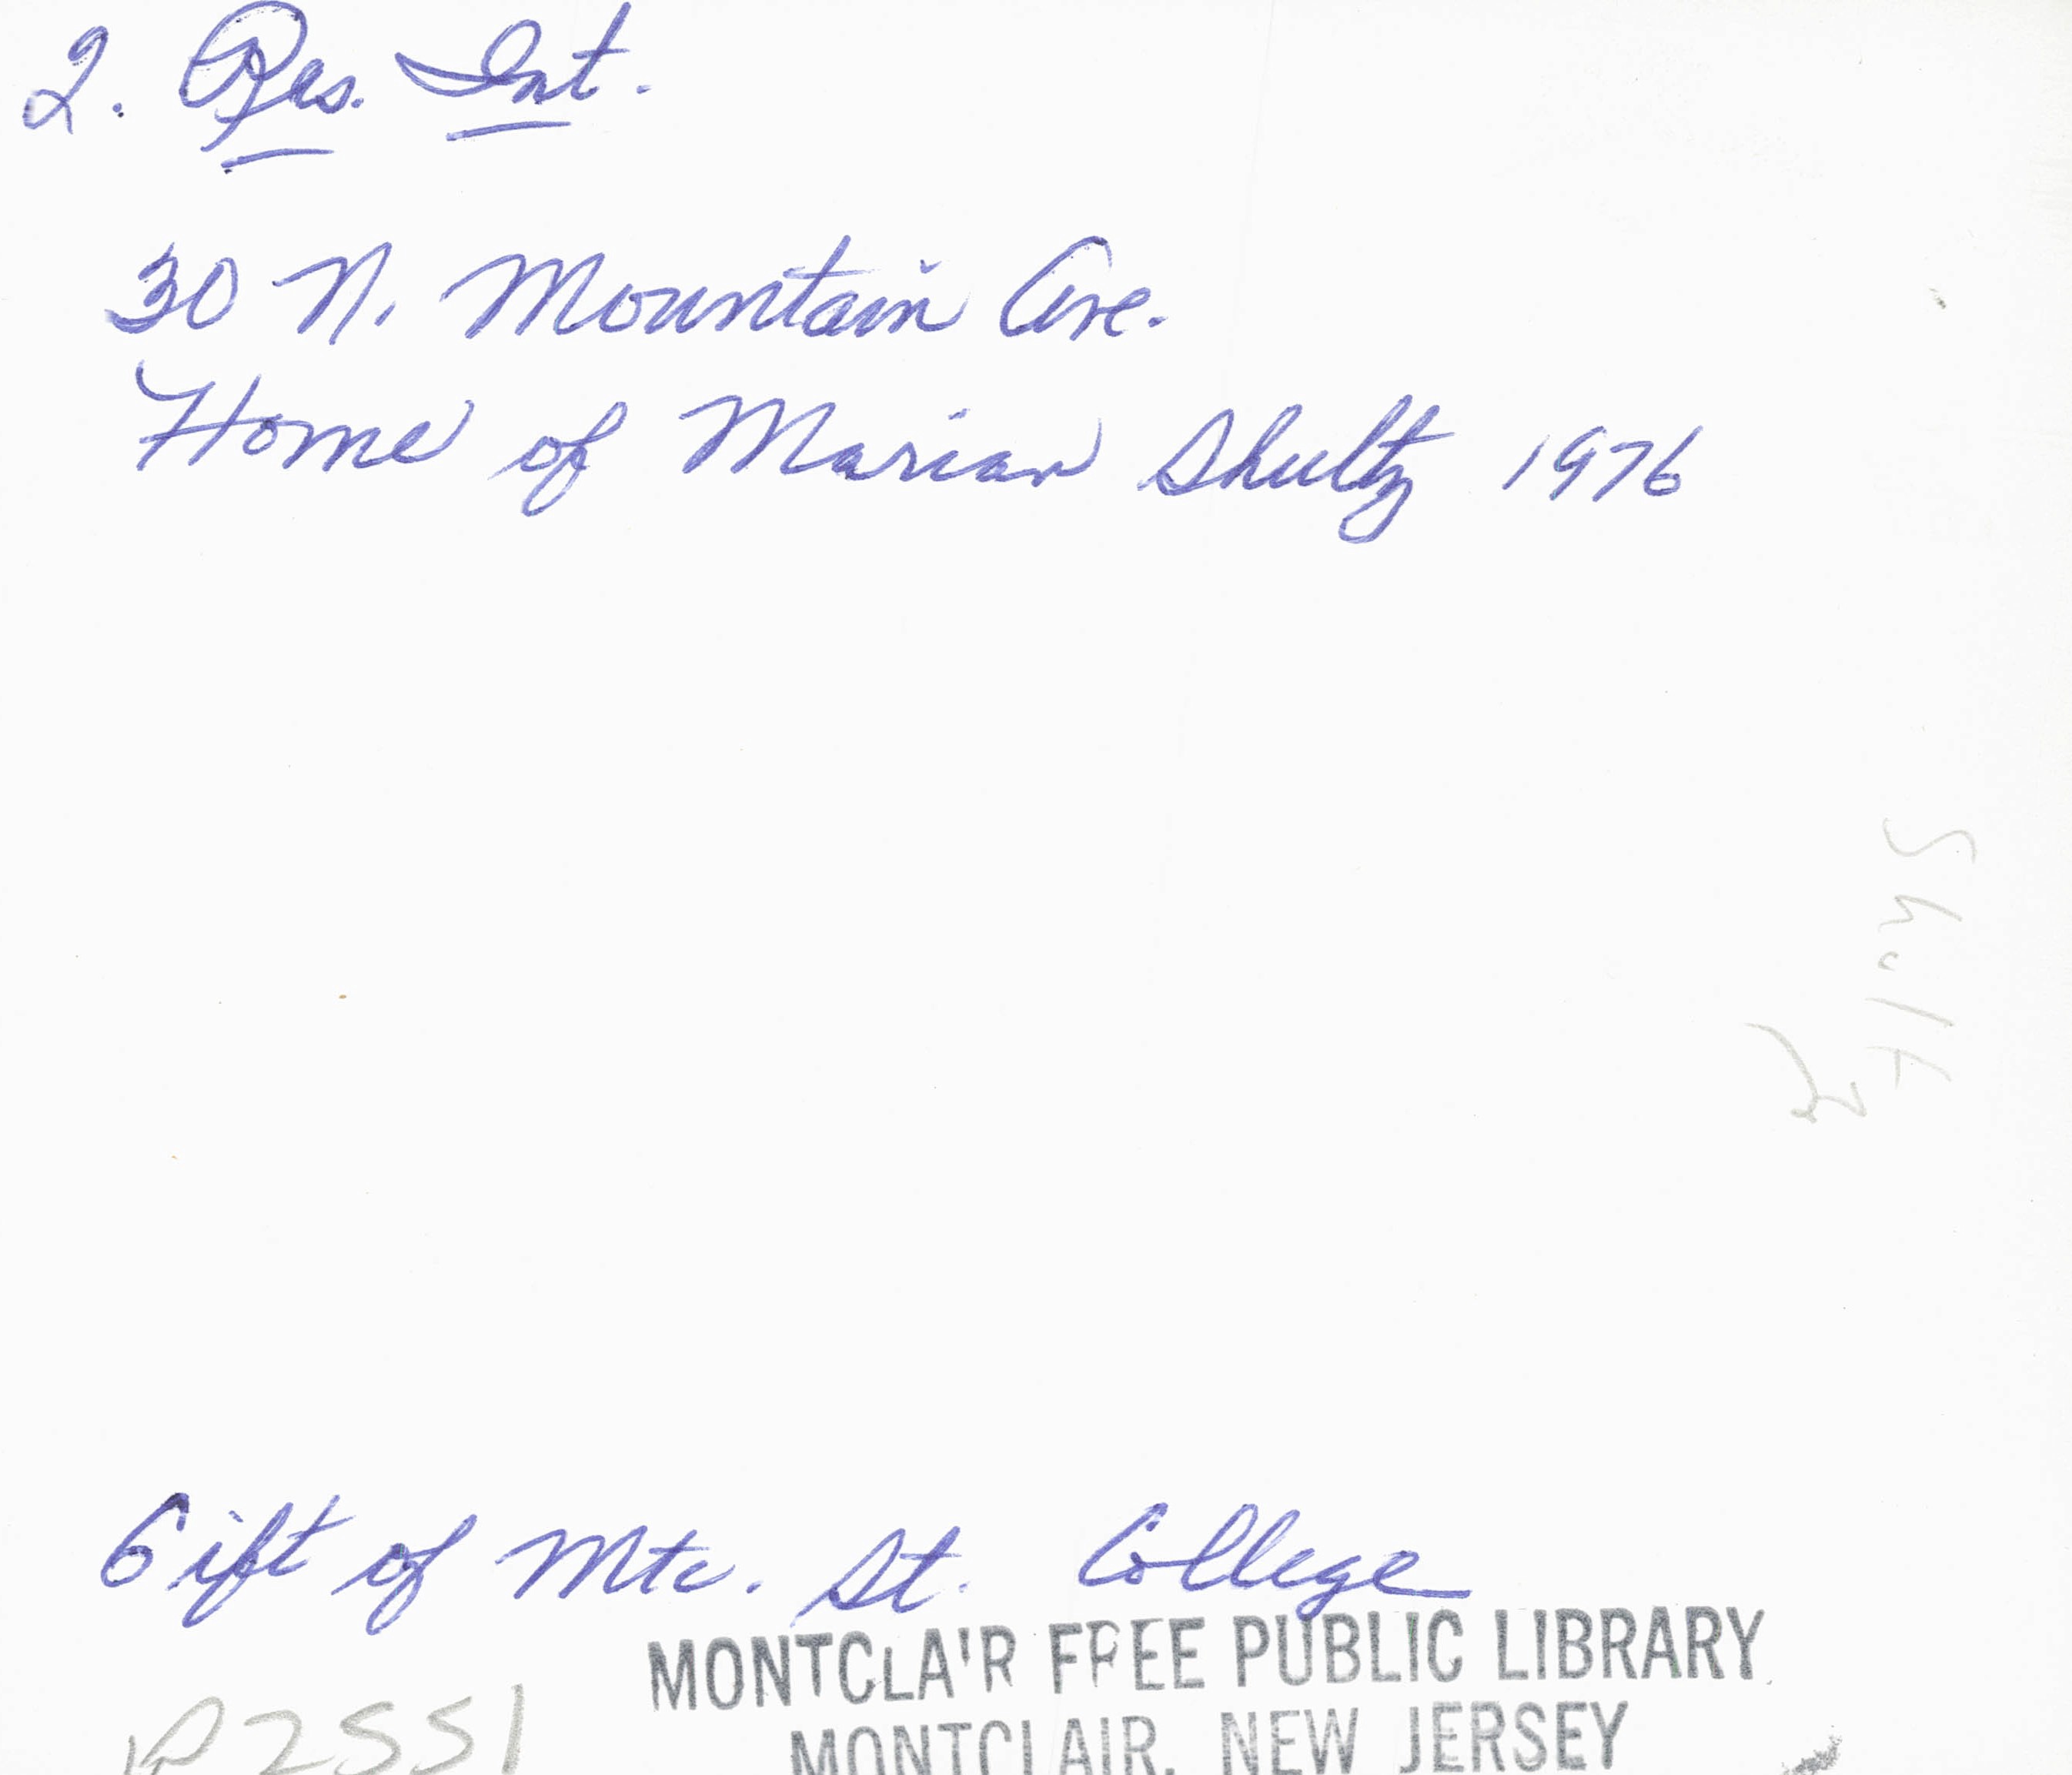 2. Res. Int.
30 N. Mountain Ave.
Home of Marian Shultz 1976
Gift of Mtc. St. College
MONTCLAIR FREE PUBLIC LIBRARY
MONTCLAIR, NEW JERSEY
P2551